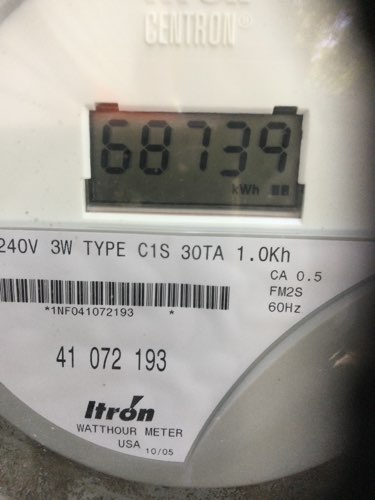 CENTRON®
68739
kWh
240V 3W TYPE C1S 30TA 1.0Kh
CA 0.5
FM2S
60Hz
*1NF041072193 *
41 072 193
Itrón
WATTHOUR METER
USA 10/05